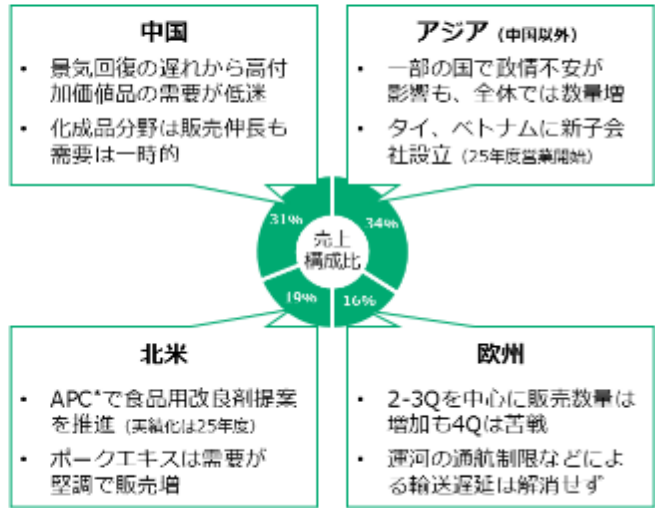 中国
• 景気回復の遅れから高付
加価値品の需要が低迷
• 化成品分野は販売伸長も
需要は一時的
アジア (中国以外)
• 一部の国で政情不安が
影響も、全体では数量増
• タイ、ベトナムに新子会
社設立 (25年度営業開始)
31%
34%
売上
構成比
19%
16%
北米
• APC*で食品用改良剤提案
を推進 (実績化は25年度)
• ポークエキスは需要が
堅調で販売増
欧州
• 2-3Qを中心に販売数量は
増加も4Qは苦戦
• 運河の通航制限などによ
る輸送遅延は解消せず